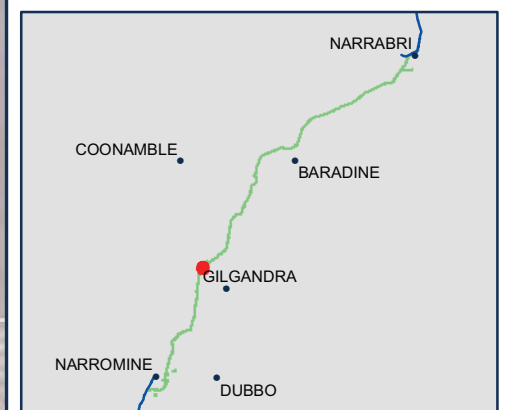 NARRABRI
COONAMBLE
BARADINE
GILGANDRA
NARROMINE
DUBBO